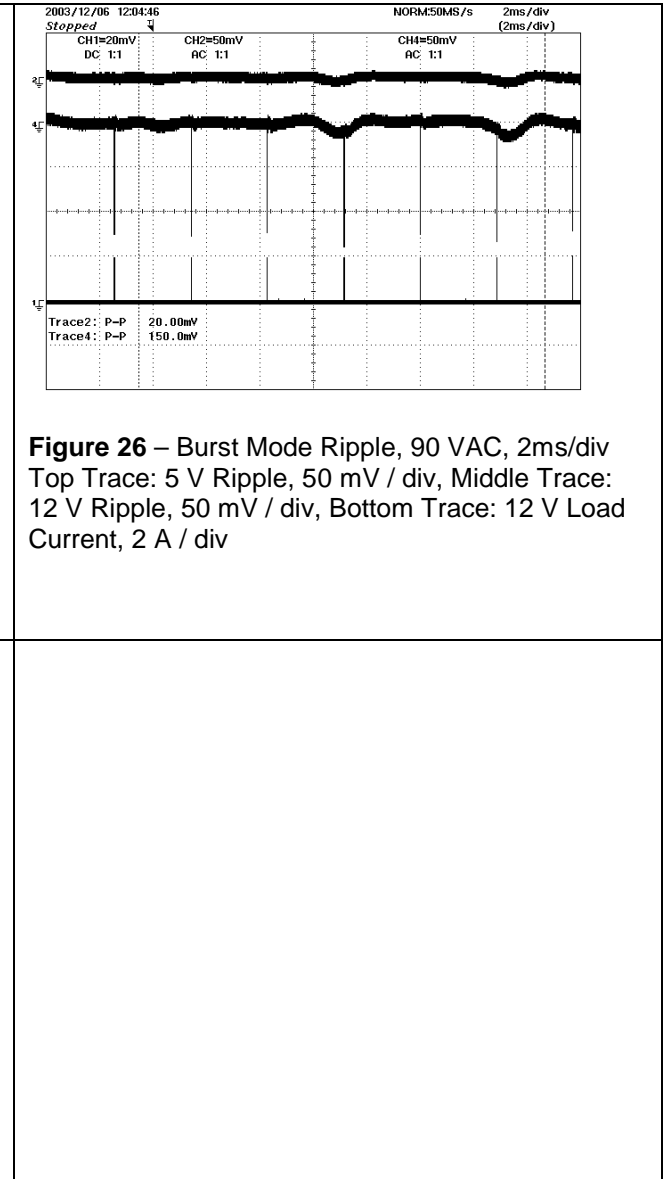 2003/12/06 12:04:46 NORM:50MS/s 2ms/div
Stopped (2ms/div)
CH1=20mV CH2=50mV CH4=50mV
DC 1:1 AC 1:1 AC 1:1
2
4
1
Trace2: P-P 20.00mV
Trace4: P-P 150.0mV
Figure 26 – Burst Mode Ripple, 90 VAC, 2ms/div
Top Trace: 5 V Ripple, 50 mV / div, Middle Trace:
12 V Ripple, 50 mV / div, Bottom Trace: 12 V Load
Current, 2 A / div